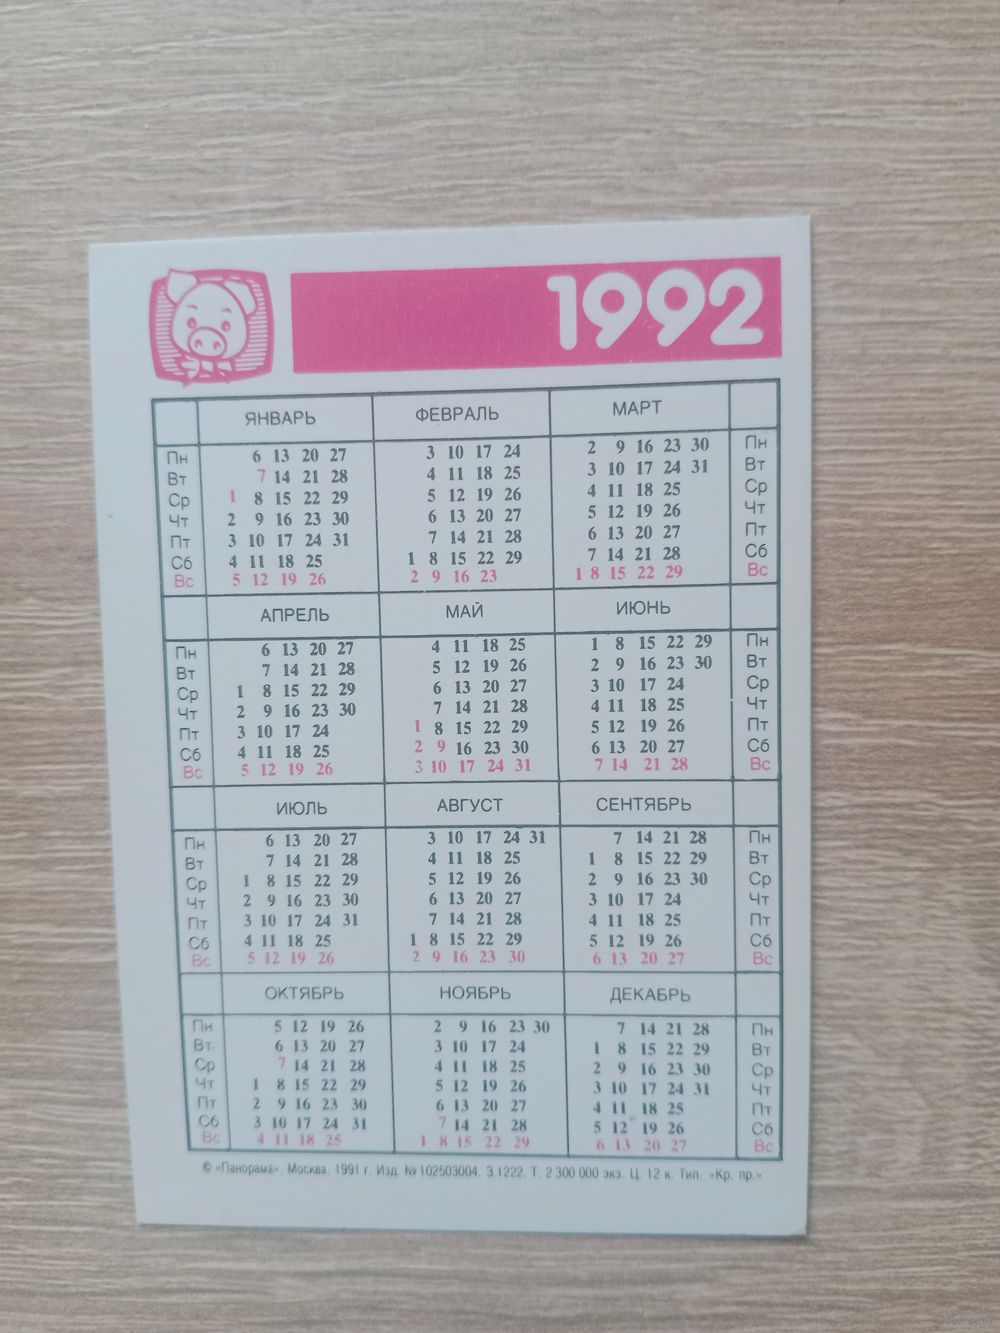 1992
ЯНВАРЬ ФЕВРАЛЬ МАРТ
Пн 6 13 20 27 3 10 17 24 2 9 16 23 30 Пн
Вт 7 14 21 28 4 11 18 25 3 10 17 24 31 Вт
Ср 1 8 15 22 29 5 12 19 26 4 11 18 25 Ср
Чт 2 9 16 23 30 6 13 20 27 5 12 19 26 Чт
Пт 3 10 17 24 31 7 14 21 28 6 13 20 27 Пт
Сб 4 11 18 25 1 8 15 22 29 7 14 21 28 Сб
Вс 5 12 19 26 2 9 16 23 1 8 15 22 29 Вс
АПРЕЛЬ МАЙ ИЮНЬ
Пн 6 13 20 27 4 11 18 25 1 8 15 22 29 Пн
Вт 7 14 21 28 5 12 19 26 2 9 16 23 30 Вт
Ср 1 8 15 22 29 6 13 20 27 3 10 17 24 Ср
Чт 2 9 16 23 30 7 14 21 28 4 11 18 25 Чт
Пт 3 10 17 24 1 8 15 22 29 5 12 19 26 Пт
Сб 4 11 18 25 2 9 16 23 30 6 13 20 27 Сб
Вс 5 12 19 26 3 10 17 24 31 7 14 21 28 Вс
ИЮЛЬ АВГУСТ СЕНТЯБРЬ
Пн 6 13 20 27 3 10 17 24 31 7 14 21 28 Пн
Вт 7 14 21 28 4 11 18 25 1 8 15 22 29 Вт
Ср 1 8 15 22 29 5 12 19 26 2 9 16 23 30 Ср
Чт 2 9 16 23 30 6 13 20 27 3 10 17 24 Чт
Пт 3 10 17 24 31 7 14 21 28 4 11 18 25 Пт
Сб 4 11 18 25 1 8 15 22 29 5 12 19 26 Сб
Вс 5 12 19 26 2 9 16 23 30 6 13 20 27 Вс
ОКТЯБРЬ НОЯБРЬ ДЕКАБРЬ
Пн 5 12 19 26 2 9 16 23 30 7 14 21 28 Пн
Вт 6 13 20 27 3 10 17 24 1 8 15 22 29 Вт
Ср 7 14 21 28 4 11 18 25 2 9 16 23 30 Ср
Чт 1 8 15 22 29 5 12 19 26 3 10 17 24 31 Чт
Пт 2 9 16 23 30 6 13 20 27 4 11 18 25 Пт
Сб 3 10 17 24 31 7 14 21 28 5 12 19 26 Сб
Вс 4 11 18 25 1 8 15 22 29 6 13 20 27 Вс
© «Панорама». Москва. 1991 г. Изд. № 102503004. З.1222. Т. 2 300 000 экз. Ц. 12 к. Тип. «Кр. пр.»